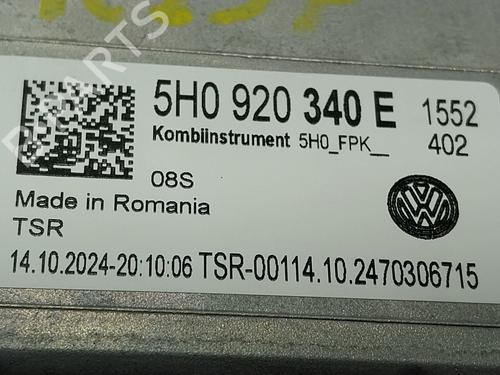 5H0 920 340 E 1552
Kombiinstrument 5H0_FPK__ 402
08S
Made in Romania
TSR
14.10.2024-20:10:06 TSR-00114.10.2470306715